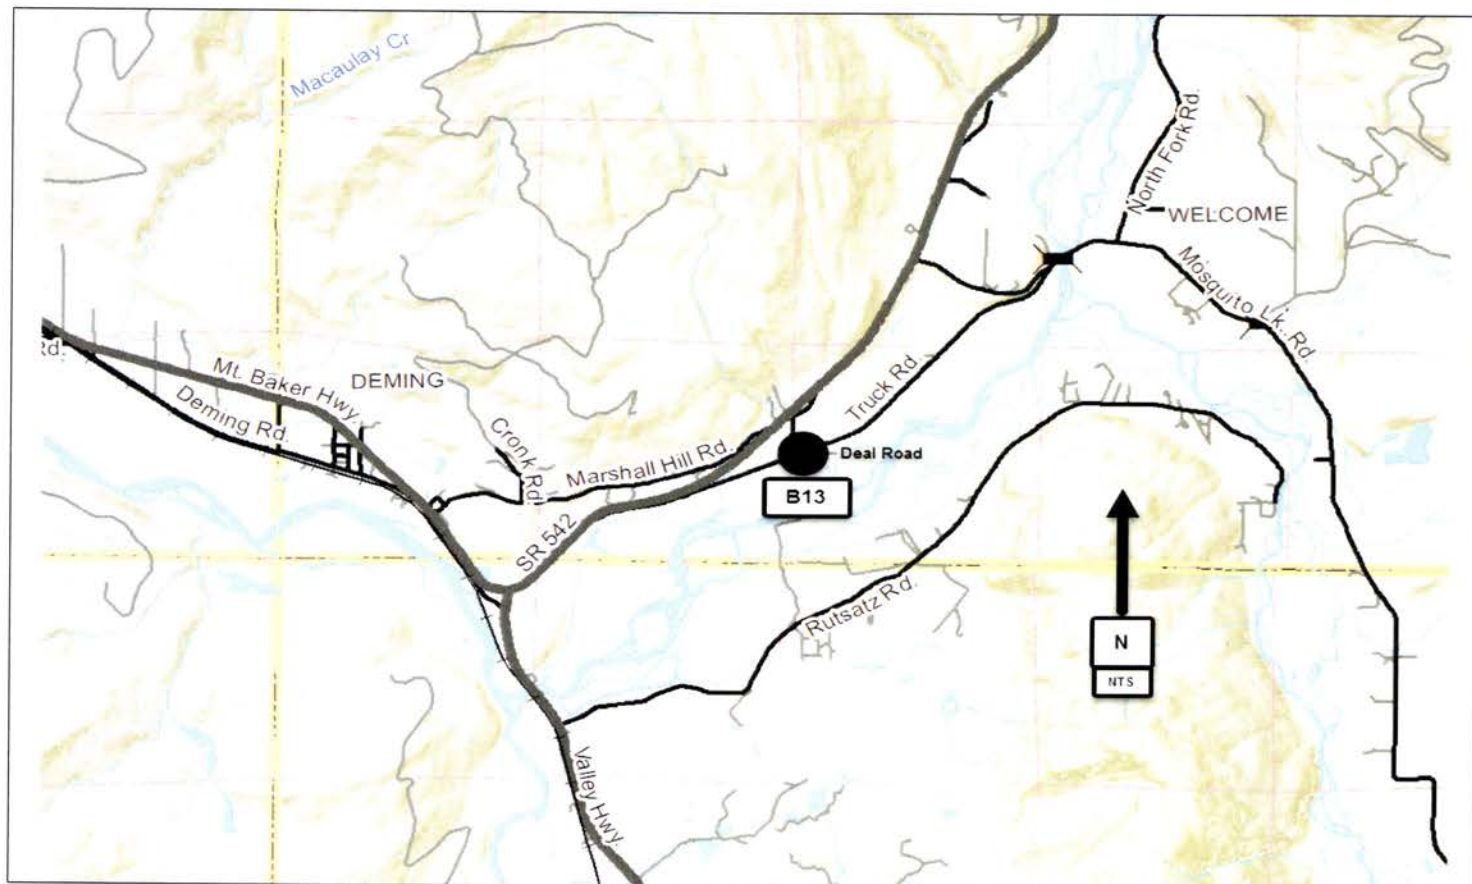 Macaulay Cr
North Fork Rd.
WELCOME
Mosquito Lk. Rd.
Rd.
Mt. Baker Hwy.
DEMING
Deming Rd.
Cronk Rd.
Marshall Hill Rd.
Truck Rd.
Deal Road
B13
SR 542
Rutsatz Rd.
N
NTS
Valley Hwy.